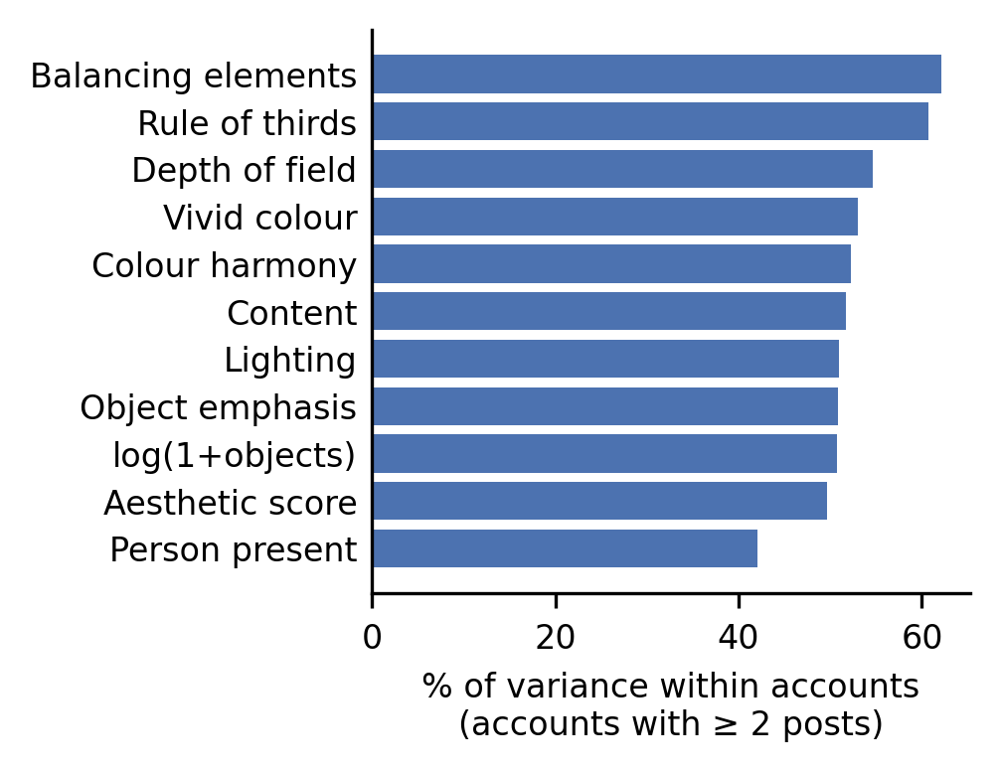 Balancing elements
Rule of thirds
Depth of field
Vivid colour
Colour harmony
Content
Lighting
Object emphasis
log(1+objects)
Aesthetic score
Person present
0 20 40 60
% of variance within accounts
(accounts with ≥ 2 posts)